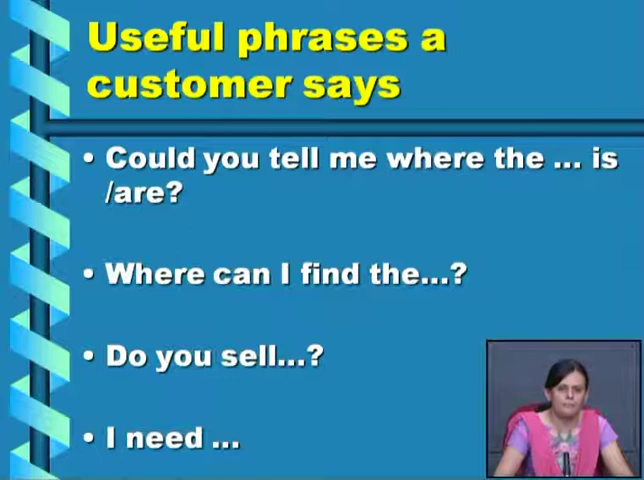 Useful phrases a
customer says
• Could you tell me where the ... is
/are?
• Where can I find the...?
• Do you sell...?
• I need ...